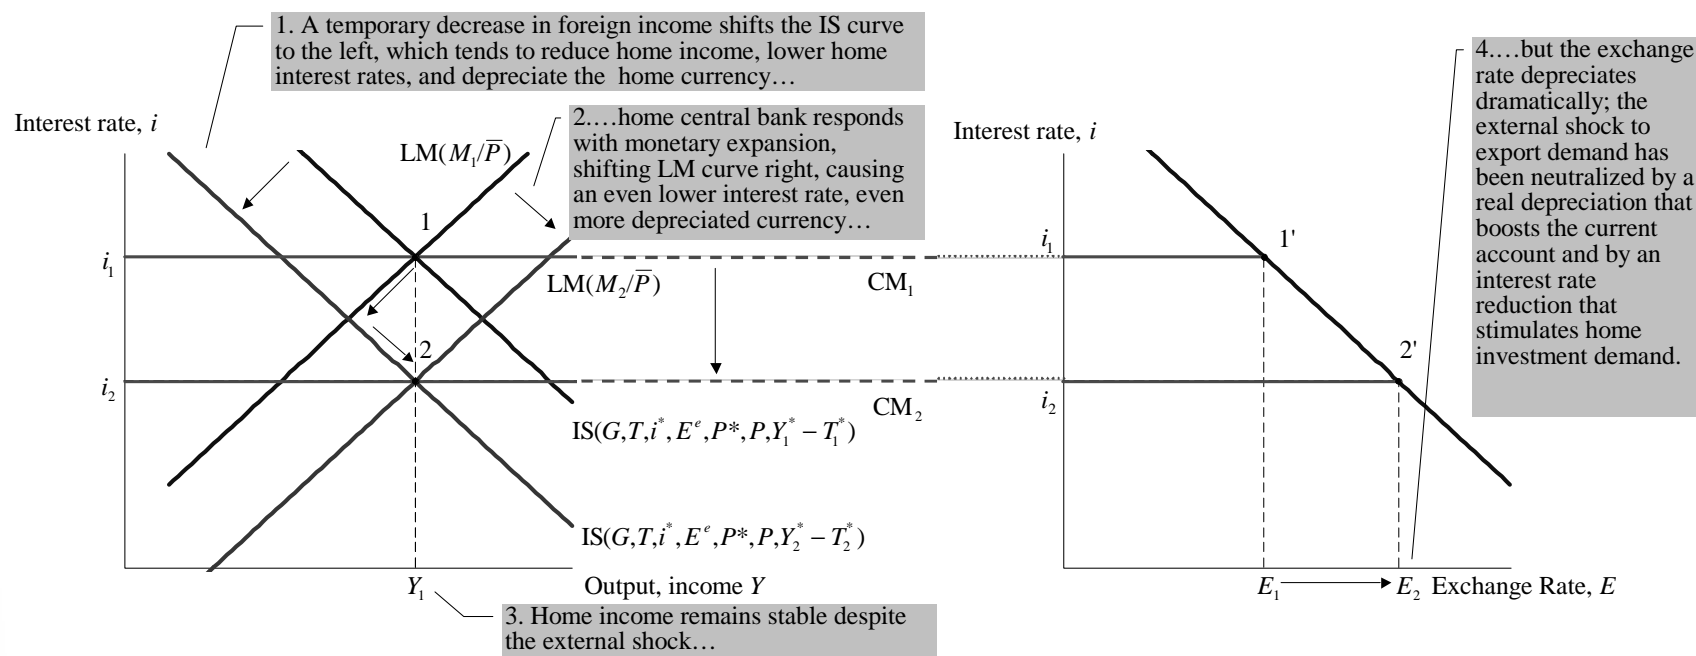 1. A temporary decrease in foreign income shifts the IS curve
to the left, which tends to reduce home income, lower home
interest rates, and depreciate the home currency…
Interest rate, i
LM(M₁/P̅)
2.…home central bank responds
with monetary expansion,
shifting LM curve right, causing
an even lower interest rate, even
more depreciated currency…
1
i₁
LM(M₂/P̅)
CM₁
2
i₂
CM₂
IS(G,T,i*,Eᵉ,P*,P,Y₁* − T₁*)
IS(G,T,i*,Eᵉ,P*,P,Y₂* − T₂*)
Y₁
Output, income Y
3. Home income remains stable despite
the external shock…
Interest rate, i
i₁
1'
2'
i₂
E₁
E₂
Exchange Rate, E
4.…but the exchange
rate depreciates
dramatically; the
external shock to
export demand has
been neutralized by a
real depreciation that
boosts the current
account and by an
interest rate
reduction that
stimulates home
investment demand.